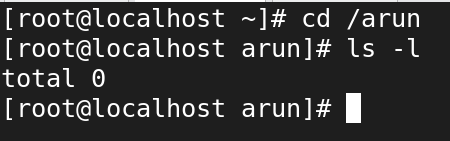 [root@localhost ~]# cd /arun
[root@localhost arun]# ls -l
total 0
[root@localhost arun]#